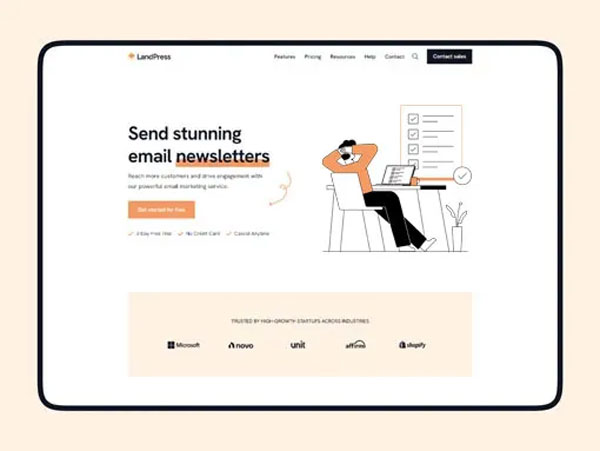 LandPress
Features Pricing Resources Help Contact Contact sales
Send stunning
email newsletters
Reach more customers and drive engagement with
our powerful email marketing service.
Get started for free
Day Free Trial No Credit Card Cancel Anytime
TRUSTED BY HIGH-GROWTH STARTUPS ACROSS INDUSTRIES
Microsoft novo unit affirm shopify